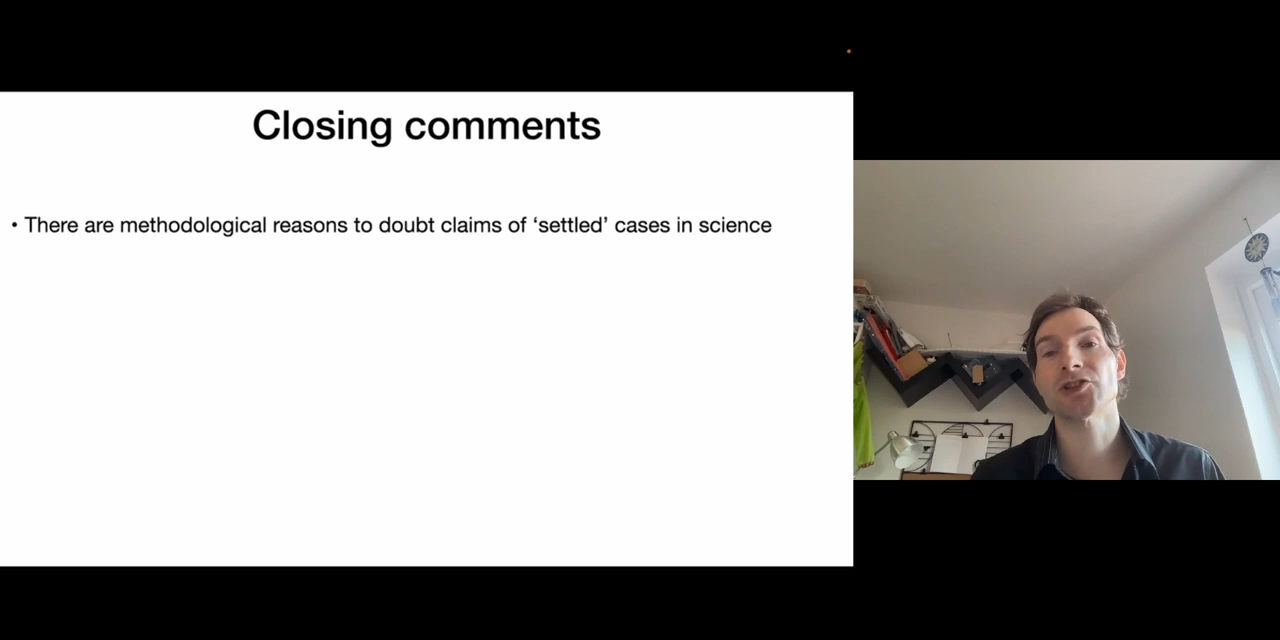 Closing comments
• There are methodological reasons to doubt claims of ‘settled’ cases in science